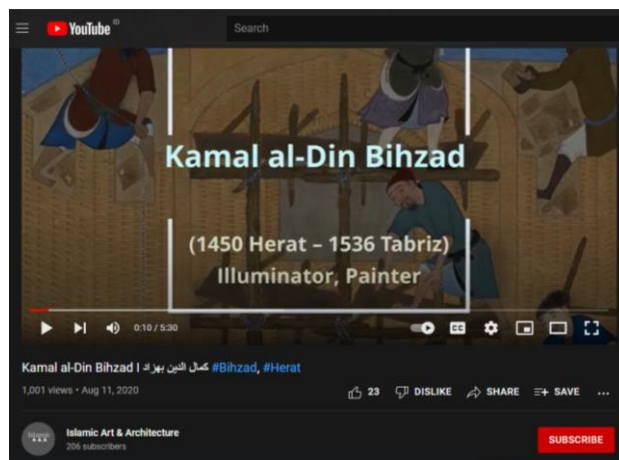 YouTube ID
Search
Kamal al-Din Bihzad
(1450 Herat – 1536 Tabriz)
Illuminator, Painter
0:10 / 5:30
CC
Kamal al-Din Bihzad I كمال الدين بهزاد #Bihzad, #Herat
1,001 views • Aug 11, 2020
23 DISLIKE SHARE SAVE ...
Islamic Art & Architecture
206 subscribers
SUBSCRIBE